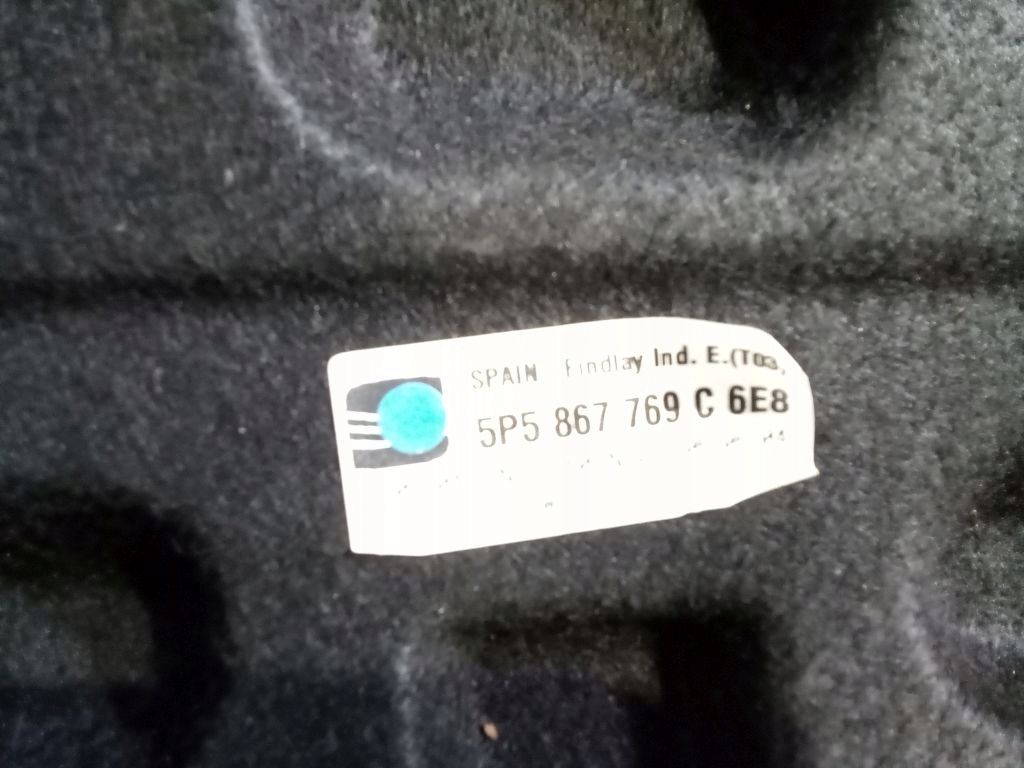 SPAIN Findlay Ind. E.(T03,
5P5 867 769 C 6E8